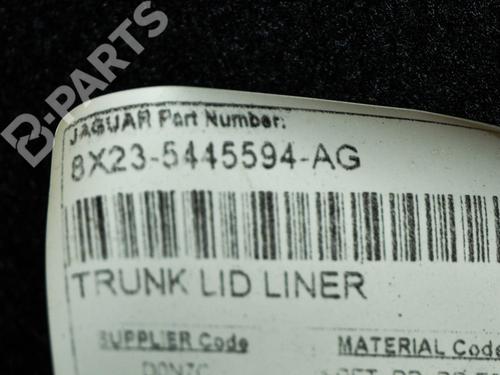 B-PARTS
JAGUAR Part Number:
8X23-5445594-AG
TRUNK LID LINER
SUPPLIER Code MATERIAL Code